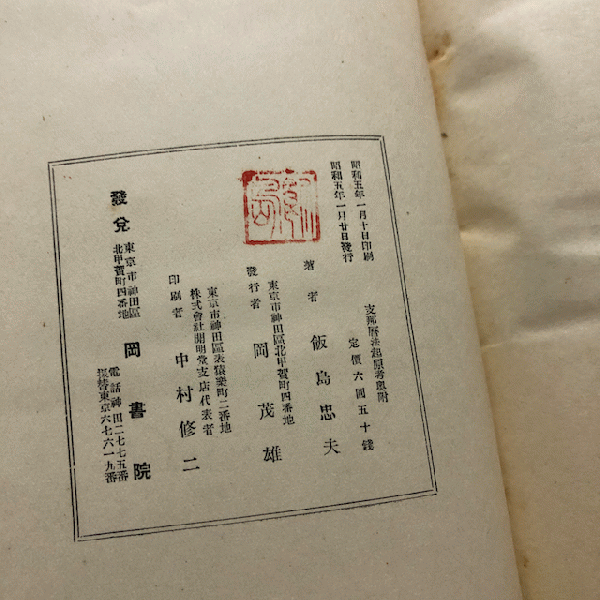 支那曆法起原考奧附
定價六圓五十錢
昭和五年一月十日印刷
昭和五年一月廿日發行
著者 飯島忠夫
東京市神田區北甲賀町四番地
發行者 岡茂雄
東京市神田區表猿樂町二番地
株式會社開明堂支店代表者
印刷者 中村修二
發兌
東京市神田區
北甲賀町四番地
岡書院
電話神田二七七五番
振替東京六七六一九番